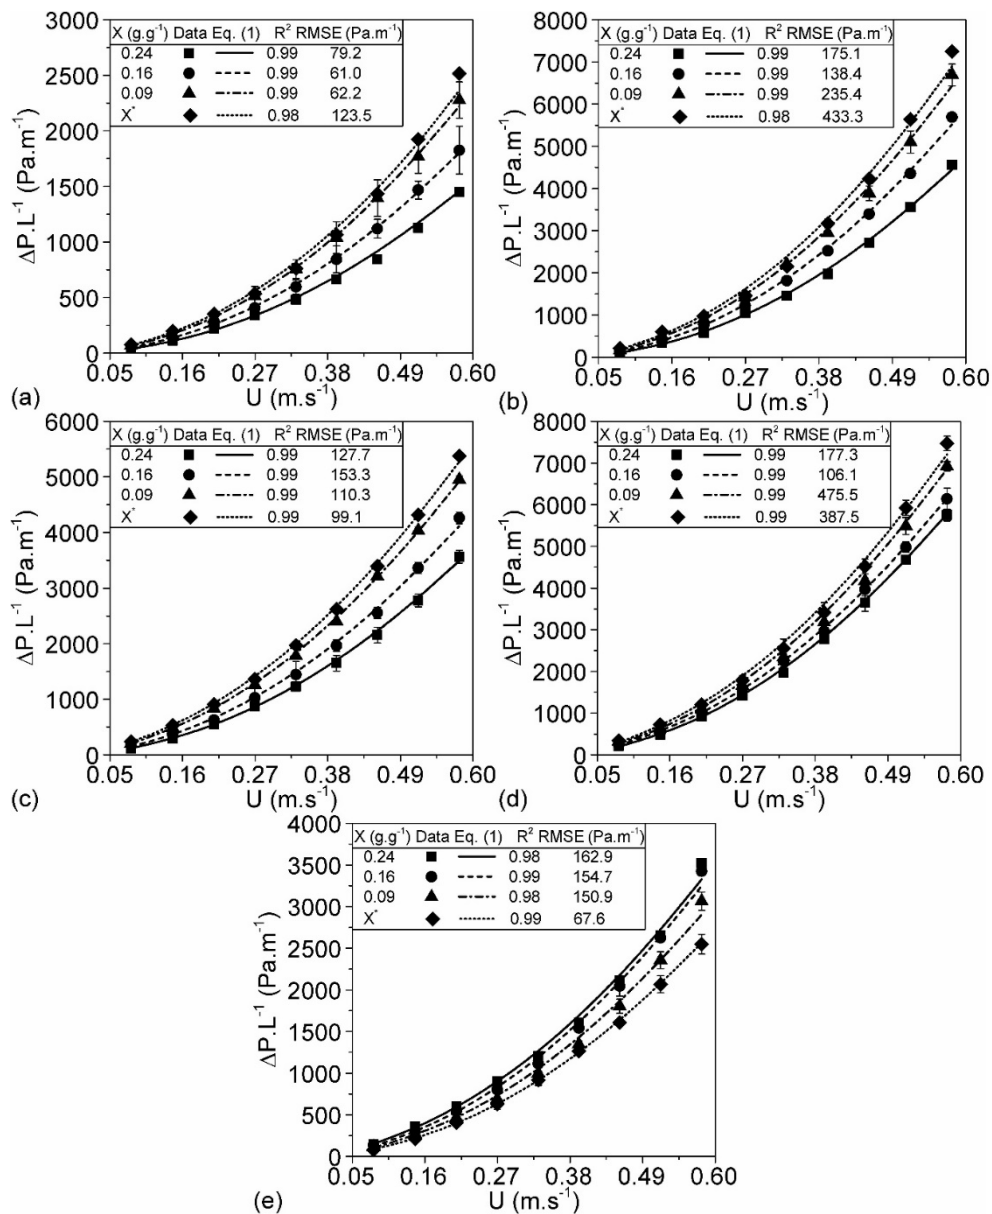 X (g.g⁻¹) Data Eq. (1) R² RMSE (Pa.m⁻¹)
0.24 0.99 79.2
0.16 0.99 61.0
0.09 0.99 62.2
X* 0.98 123.5
3000
2500
2000
1500
1000
500
0
ΔP.L⁻¹ (Pa.m⁻¹)
0.05 0.16 0.27 0.38 0.49 0.60
U (m.s⁻¹)
(a)
X (g.g⁻¹) Data Eq. (1) R² RMSE (Pa.m⁻¹)
0.24 0.99 175.1
0.16 0.99 138.4
0.09 0.99 235.4
X* 0.98 433.3
8000
7000
6000
5000
4000
3000
2000
1000
0
ΔP.L⁻¹ (Pa.m⁻¹)
0.05 0.16 0.27 0.38 0.49 0.60
U (m.s⁻¹)
(b)
X (g.g⁻¹) Data Eq. (1) R² RMSE (Pa.m⁻¹)
0.24 0.99 127.7
0.16 0.99 153.3
0.09 0.99 110.3
X* 0.99 99.1
6000
5000
4000
3000
2000
1000
0
ΔP.L⁻¹ (Pa.m⁻¹)
0.05 0.16 0.27 0.38 0.49 0.60
U (m.s⁻¹)
(c)
X (g.g⁻¹) Data Eq. (1) R² RMSE (Pa.m⁻¹)
0.24 0.99 177.3
0.16 0.99 106.1
0.09 0.99 475.5
X* 0.99 387.5
8000
7000
6000
5000
4000
3000
2000
1000
0
ΔP.L⁻¹ (Pa.m⁻¹)
0.05 0.16 0.27 0.38 0.49 0.60
U (m.s⁻¹)
(d)
X (g.g⁻¹) Data Eq. (1) R² RMSE (Pa.m⁻¹)
0.24 0.98 162.9
0.16 0.99 154.7
0.09 0.98 150.9
X* 0.99 67.6
4000
3500
3000
2500
2000
1500
1000
500
0
ΔP.L⁻¹ (Pa.m⁻¹)
0.05 0.16 0.27 0.38 0.49 0.60
U (m.s⁻¹)
(e)